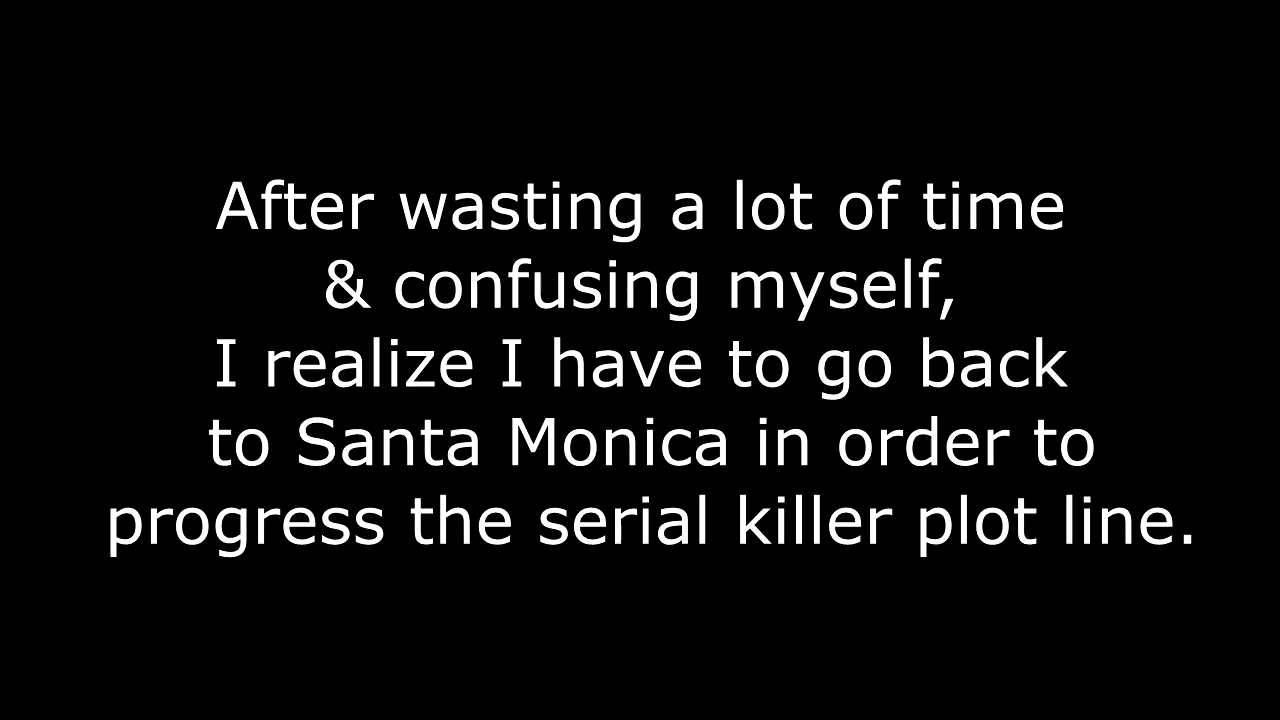 After wasting a lot of time
& confusing myself,
I realize I have to go back
to Santa Monica in order to
progress the serial killer plot line.